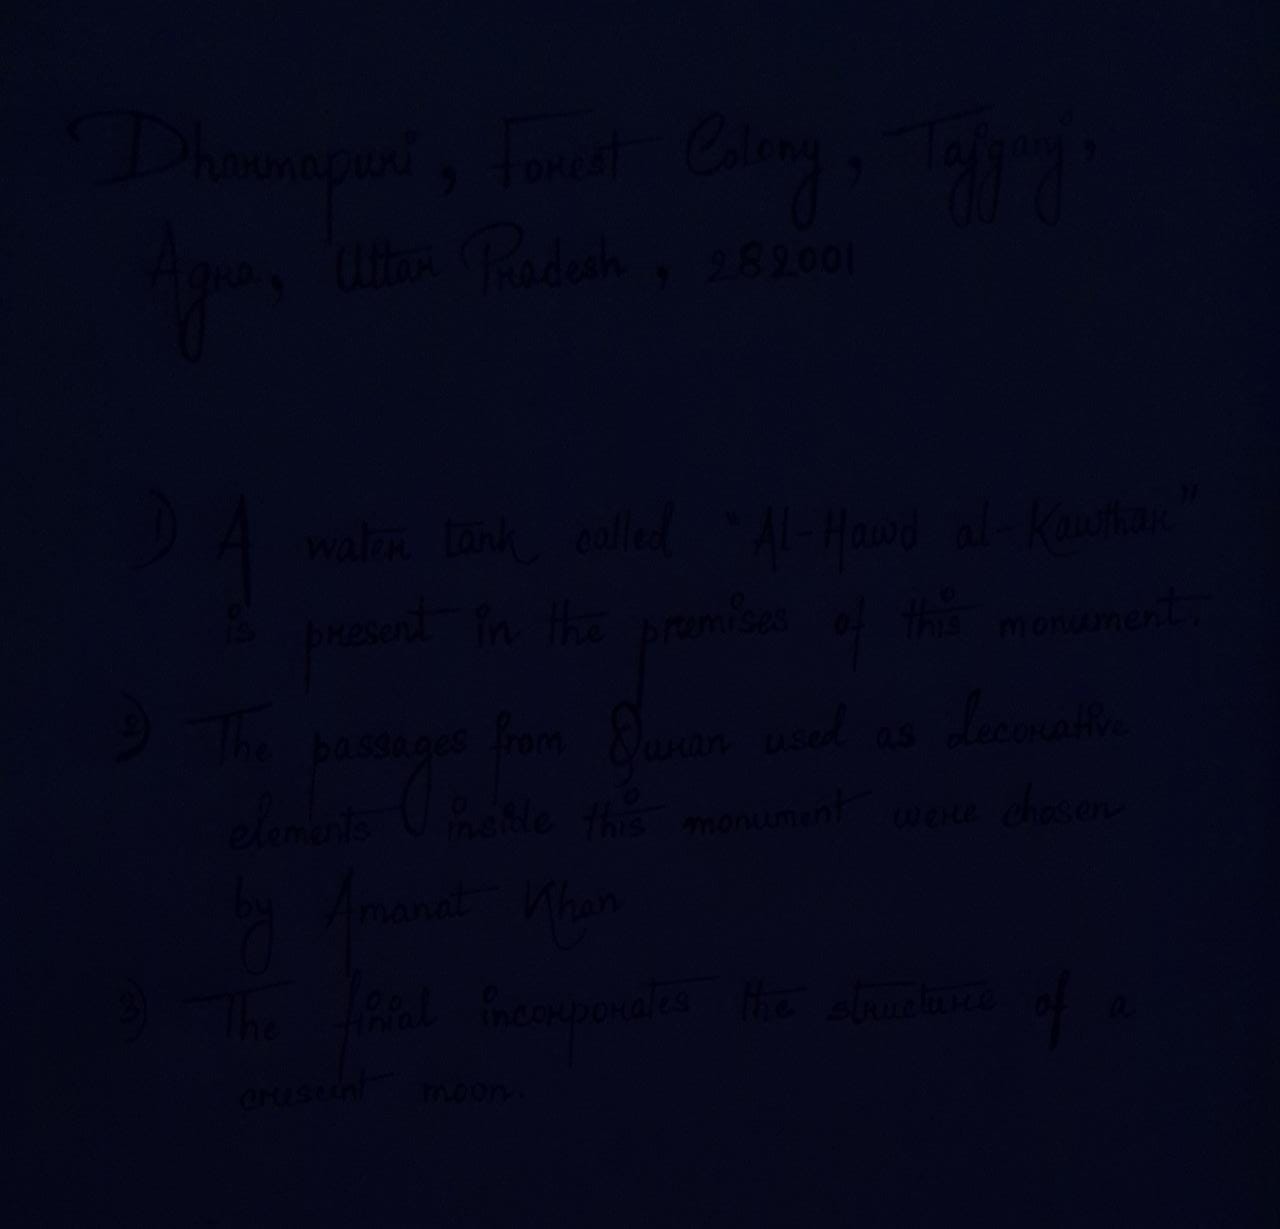 Dharmapuri, Forest Colony, Tajganj,
Agra, Uttar Pradesh, 282001
1) A water tank called "Al-Hawd al-Kawthar"
is present in the premises of this monument.
2) The passages from Quran used as decorative
elements inside this monument were chosen
by Amanat Khan
3) The finial incorporates the structure of a
cresent moon.